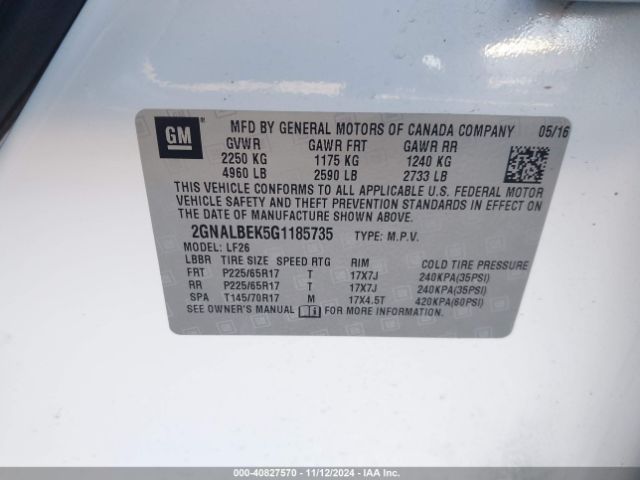 GM
MFD BY GENERAL MOTORS OF CANADA COMPANY 05/16
GVWR GAWR FRT GAWR RR
2250 KG 1175 KG 1240 KG
4960 LB 2590 LB 2733 LB
THIS VEHICLE CONFORMS TO ALL APPLICABLE U.S. FEDERAL MOTOR
VEHICLE SAFETY AND THEFT PREVENTION STANDARDS IN EFFECT ON
THE DATE OF MANUFACTURE SHOWN ABOVE.
2GNALBEK5G1185735 TYPE: M.P.V.
MODEL: LF26
LBBR TIRE SIZE SPEED RTG RIM COLD TIRE PRESSURE
FRT P225/65R17 T 17X7J 240KPA(35PSI)
RR P225/65R17 T 17X7J 240KPA(35PSI)
SPA T145/70R17 M 17X4.5T 420KPA(60PSI)
SEE OWNER'S MANUAL FOR MORE INFORMATION.
000-40827570 - 11/12/2024 - IAA Inc.